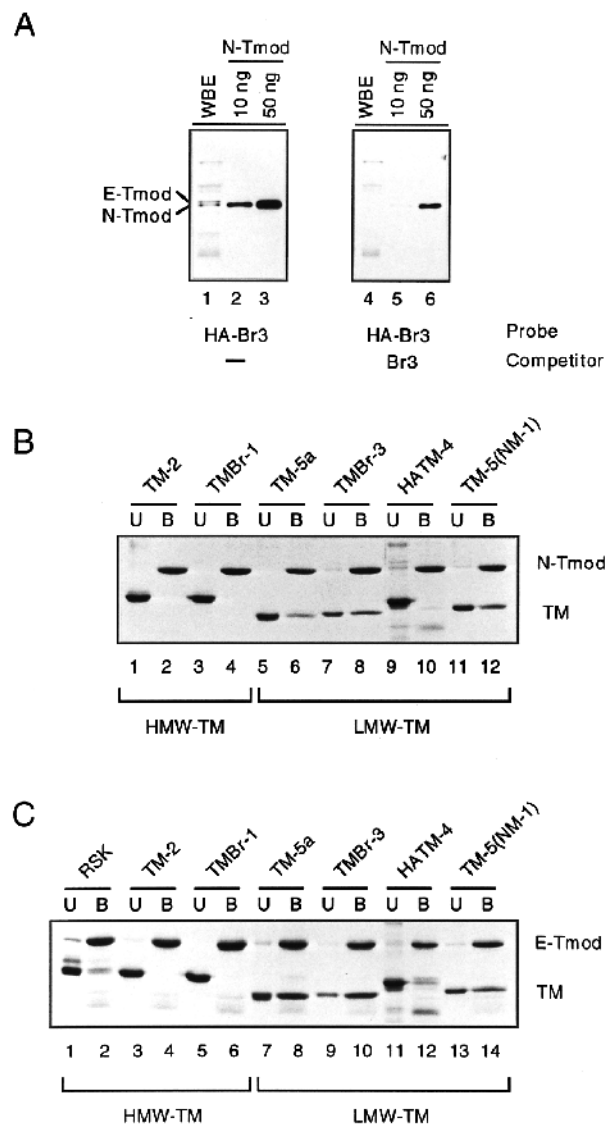 A
N-Tmod N-Tmod
WBE 10 ng 50 ng WBE 10 ng 50 ng
E-Tmod
N-Tmod
1 2 3 4 5 6
HA-Br3 HA-Br3 Probe
— Br3 Competitor
B
TM-2 TMBr-1 TM-5a TMBr-3 HATM-4 TM-5(NM-1)
U B U B U B U B U B U B
N-Tmod
TM
1 2 3 4 5 6 7 8 9 10 11 12
HMW-TM LMW-TM
C
RSK TM-2 TMBr-1 TM-5a TMBr-3 HATM-4 TM-5(NM-1)
U B U B U B U B U B U B U B
E-Tmod
TM
1 2 3 4 5 6 7 8 9 10 11 12 13 14
HMW-TM LMW-TM